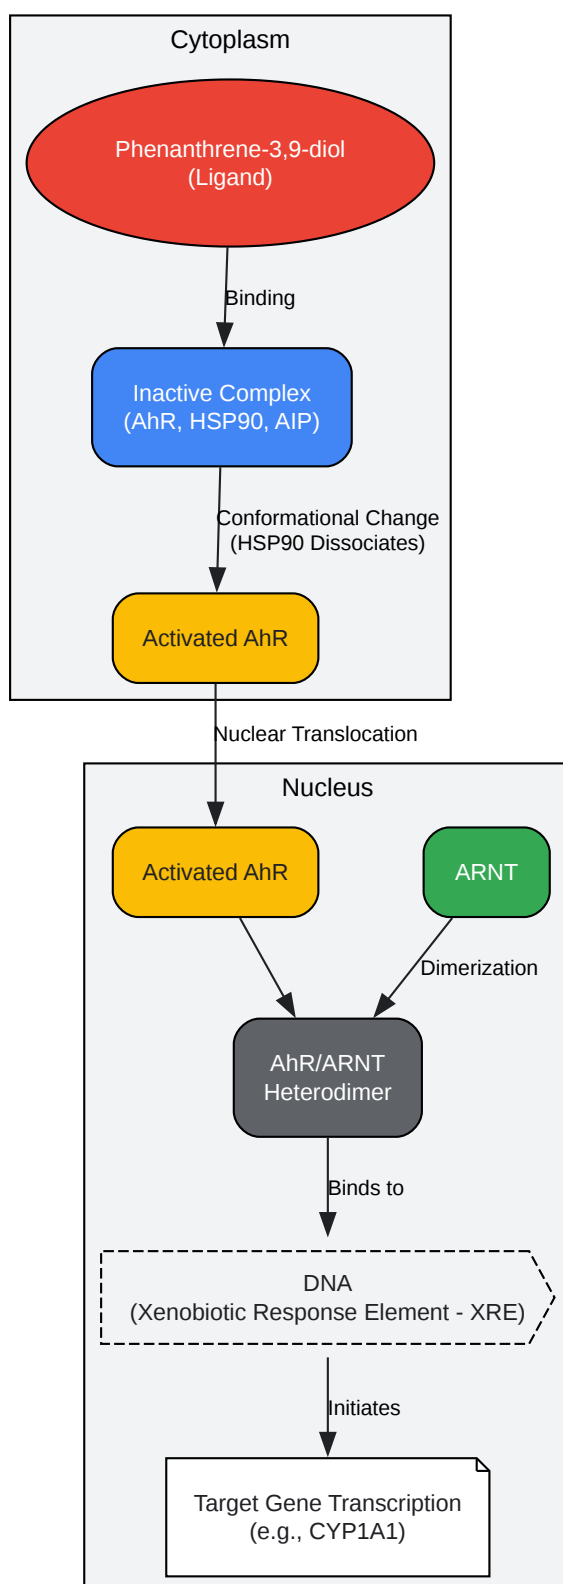 Cytoplasm
Phenanthrene-3,9-diol
(Ligand)
Binding
Inactive Complex
(AhR, HSP90, AIP)
Conformational Change
(HSP90 Dissociates)
Activated AhR
Nuclear Translocation
Nucleus
Activated AhR
ARNT
Dimerization
AhR/ARNT
Heterodimer
Binds to
DNA
(Xenobiotic Response Element - XRE)
Initiates
Target Gene Transcription
(e.g., CYP1A1)